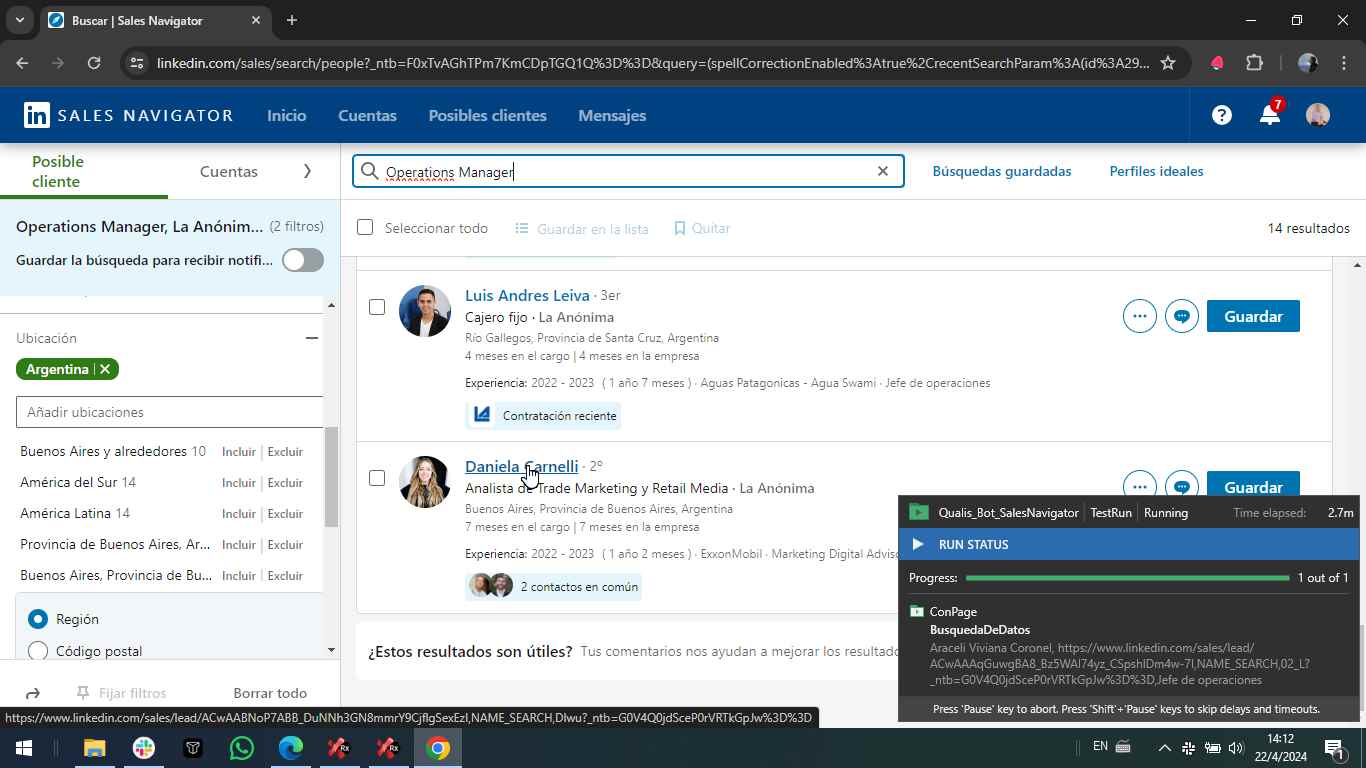 Buscar | Sales Navigator
linkedin.com/sales/search/people?_ntb=F0xTvAGhTPm7KmCDpTGQ1Q%3D%3D&query=(spellCorrectionEnabled%3Atrue%2CrecentSearchParam%3A(id%3A29...
in SALES NAVIGATOR
Inicio
Cuentas
Posibles clientes
Mensajes
7
Posible cliente
Cuentas
Operations Manager
Búsquedas guardadas
Perfiles ideales
Operations Manager, La Anónim... (2 filtros)
Guardar la búsqueda para recibir notifi...
Seleccionar todo
Guardar en la lista
Quitar
14 resultados
Ubicación
Argentina
Añadir ubicaciones
Buenos Aires y alrededores 10 Incluir | Excluir
América del Sur 14 Incluir | Excluir
América Latina 14 Incluir | Excluir
Provincia de Buenos Aires, Ar... Incluir | Excluir
Buenos Aires, Provincia de Bu... Incluir | Excluir
Región
Código postal
Fijar filtros
Borrar todo
Luis Andres Leiva · 3er
Cajero fijo · La Anónima
Río Gallegos, Provincia de Santa Cruz, Argentina
4 meses en el cargo | 4 meses en la empresa
Experiencia: 2022 - 2023 ( 1 año 7 meses ) · Aguas Patagonicas - Agua Swami · Jefe de operaciones
Contratación reciente
Guardar
Daniela Carnelli · 2º
Analista de Trade Marketing y Retail Media · La Anónima
Buenos Aires, Provincia de Buenos Aires, Argentina
7 meses en el cargo | 7 meses en la empresa
Experiencia: 2022 - 2023 ( 1 año 2 meses ) · ExxonMobil · Marketing Digital
2 contactos en común
Guardar
¿Estos resultados son útiles? Tus comentarios nos ayudan a mejorar los
Qualis_Bot_SalesNavigator | TestRun | Running Time elapsed: 2.7m
RUN STATUS
Progress: 1 out of 1
ConPage
BusquedaDeDatos
Araceli Viviana Coronel, https://www.linkedin.com/sales/lead/
ACwAAAqGuwgBA8_Bz5WAI74yz_CSpshIDm4w-7I,NAME_SEARCH,02_L?
_ntb=G0V4Q0jdSceP0rVRTkGpJw%3D%3D,Jefe de operaciones
Press 'Pause' key to abort. Press 'Shift'+'Pause' keys to skip delays and timeouts.
https://www.linkedin.com/sales/lead/ACwAABNoP7ABB_DuNNh3GN8mmrY9CjflgSexEzI,NAME_SEARCH,DIwu?_ntb=G0V4Q0jdSceP0rVRTkGpJw%3D%3D
Rx
Rx
EN
14:12
22/4/2024
1